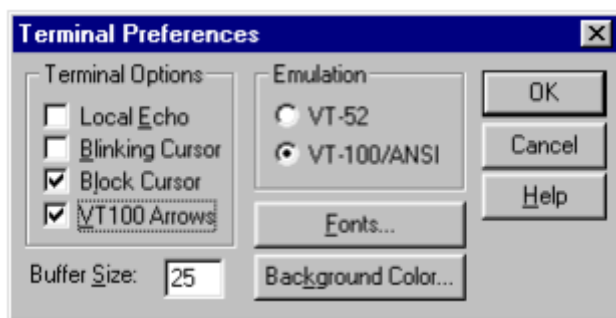 Terminal Preferences
Terminal Options
Local Echo
Blinking Cursor
Block Cursor
VT100 Arrows
Buffer Size: 25
Emulation
VT-52
VT-100/ANSI
Fonts...
Background Color...
OK
Cancel
Help